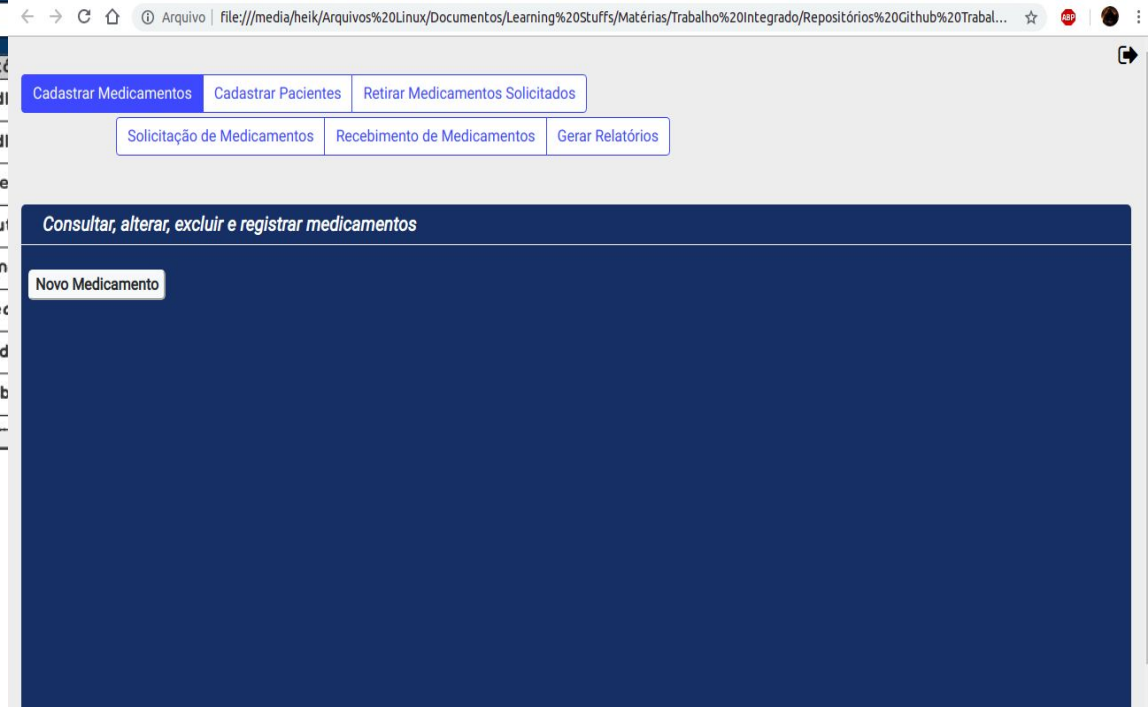 Arquivo file:///media/heik/Arquivos%20Linux/Documentos/Learning%20Stuffs/Matérias/Trabalho%20Integrado/Repositórios%20Github%20Trabal...
ABP
Cadastrar Medicamentos Cadastrar Pacientes Retirar Medicamentos Solicitados
Solicitação de Medicamentos Recebimento de Medicamentos Gerar Relatórios
Consultar, alterar, excluir e registrar medicamentos
Novo Medicamento